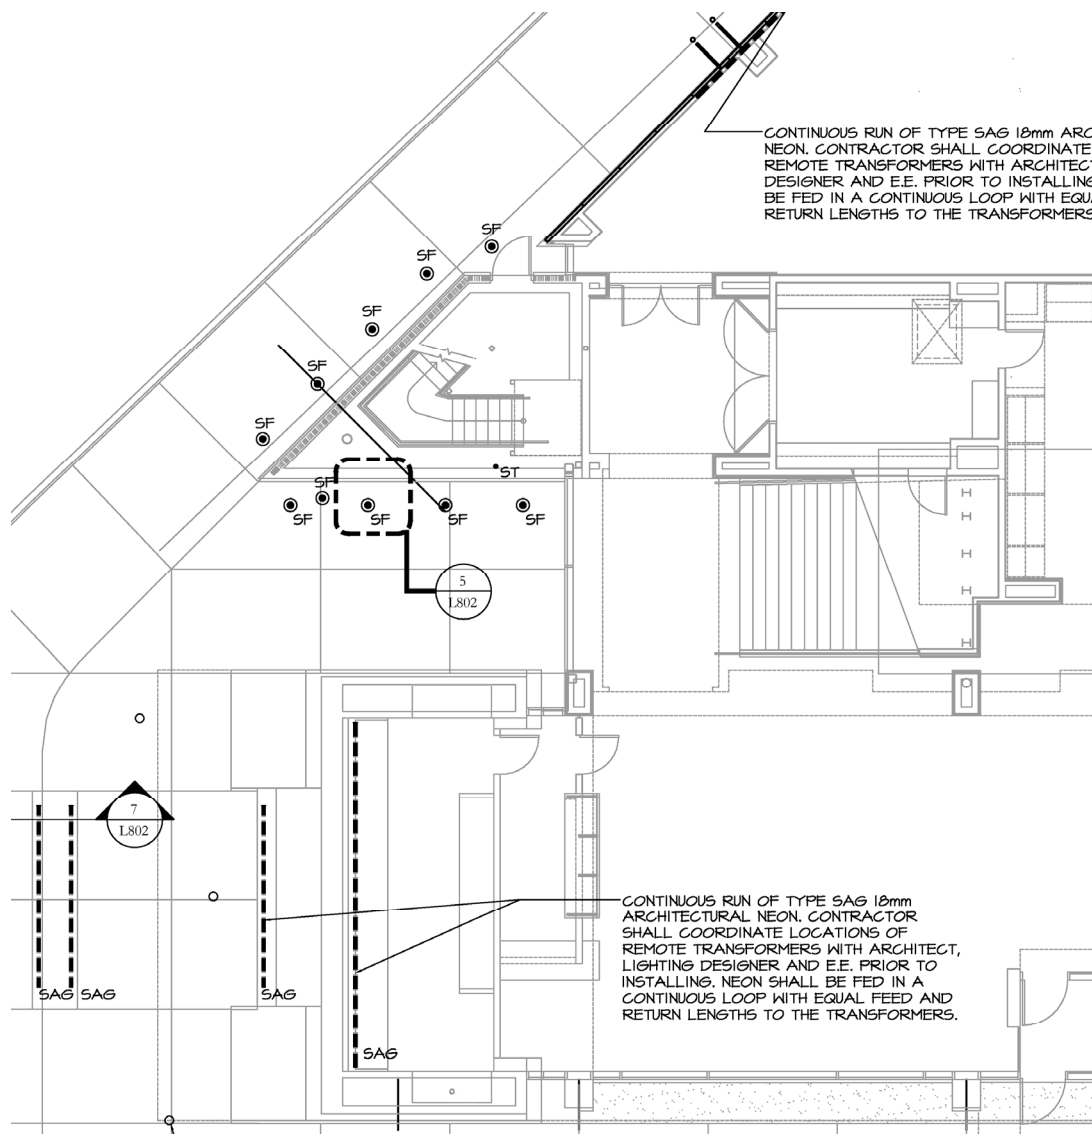 CONTINUOUS RUN OF TYPE SAG 18mm ARC
NEON. CONTRACTOR SHALL COORDINATE
REMOTE TRANSFORMERS WITH ARCHITECT
DESIGNER AND E.E. PRIOR TO INSTALLING
BE FED IN A CONTINUOUS LOOP WITH EQUA
RETURN LENGTHS TO THE TRANSFORMERS
SF
SF
SF
SF
SF
ST
SF
SF
SF
SF
SF
5
L802
7
L802
CONTINUOUS RUN OF TYPE SAG 18mm
ARCHITECTURAL NEON. CONTRACTOR
SHALL COORDINATE LOCATIONS OF
REMOTE TRANSFORMERS WITH ARCHITECT,
LIGHTING DESIGNER AND E.E. PRIOR TO
INSTALLING. NEON SHALL BE FED IN A
CONTINUOUS LOOP WITH EQUAL FEED AND
RETURN LENGTHS TO THE TRANSFORMERS.
SAG SAG
SAG
SAG